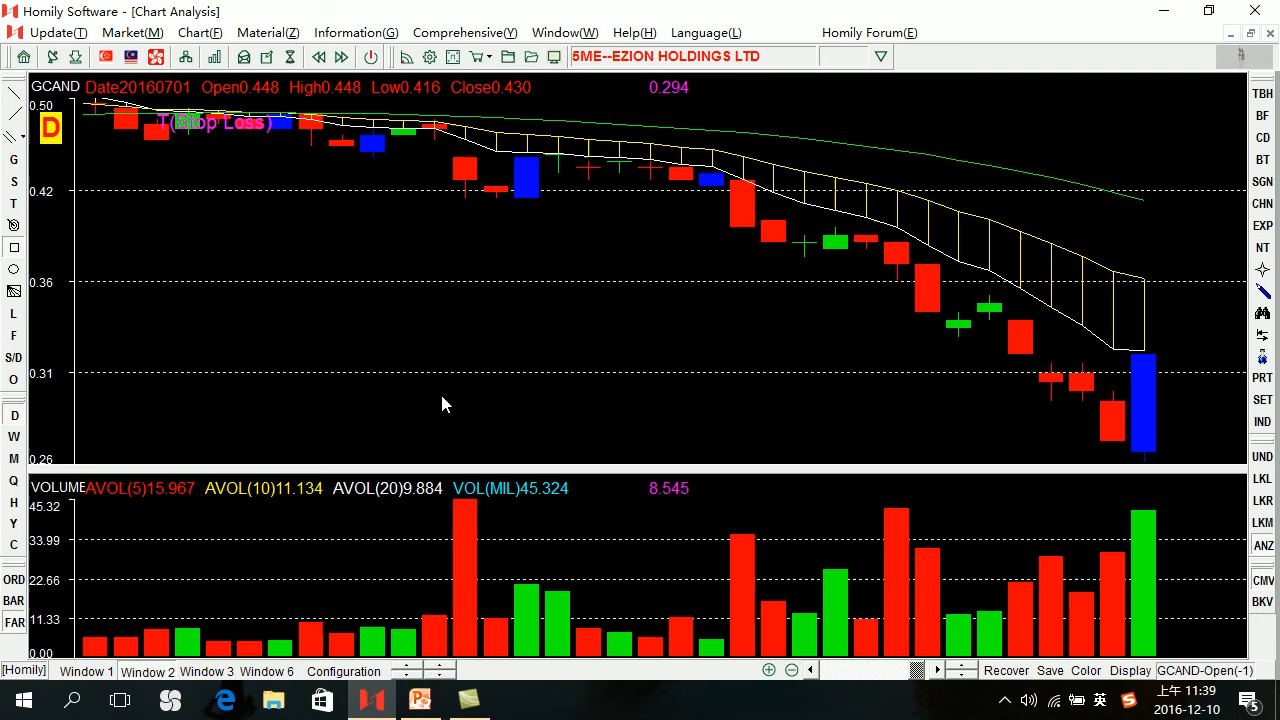 Homily Software - [Chart Analysis]
Update(T) Market(M) Chart(F) Material(Z) Information(G) Comprehensive(Y) Window(W) Help(H) Language(L) Homily Forum(E)
5ME--EZION HOLDINGS LTD
GCAND Date20160701 Open0.448 High0.448 Low0.416 Close0.430 0.294
0.50
D
T(Stop Loss)
0.42
0.36
0.31
0.26
VOLUME AVOL(5)15.967 AVOL(10)11.134 AVOL(20)9.884 VOL(MIL)45.324 8.545
45.32
33.99
22.66
11.33
0.00
G
S
T
L
F
S/D
O
D
W
M
Q
H
Y
C
ORD
BAR
FAR
TBH
BF
CD
BT
SGN
CHN
EXP
NT
PRT
SET
IND
UND
LKL
LKR
LKM
ANZ
CMV
BKV
[Homily] Window 1 Window 2 Window 3 Window 6 Configuration Recover Save Color Display GCAND-Open(-1)
英 上午 11:39
2016-12-10 5